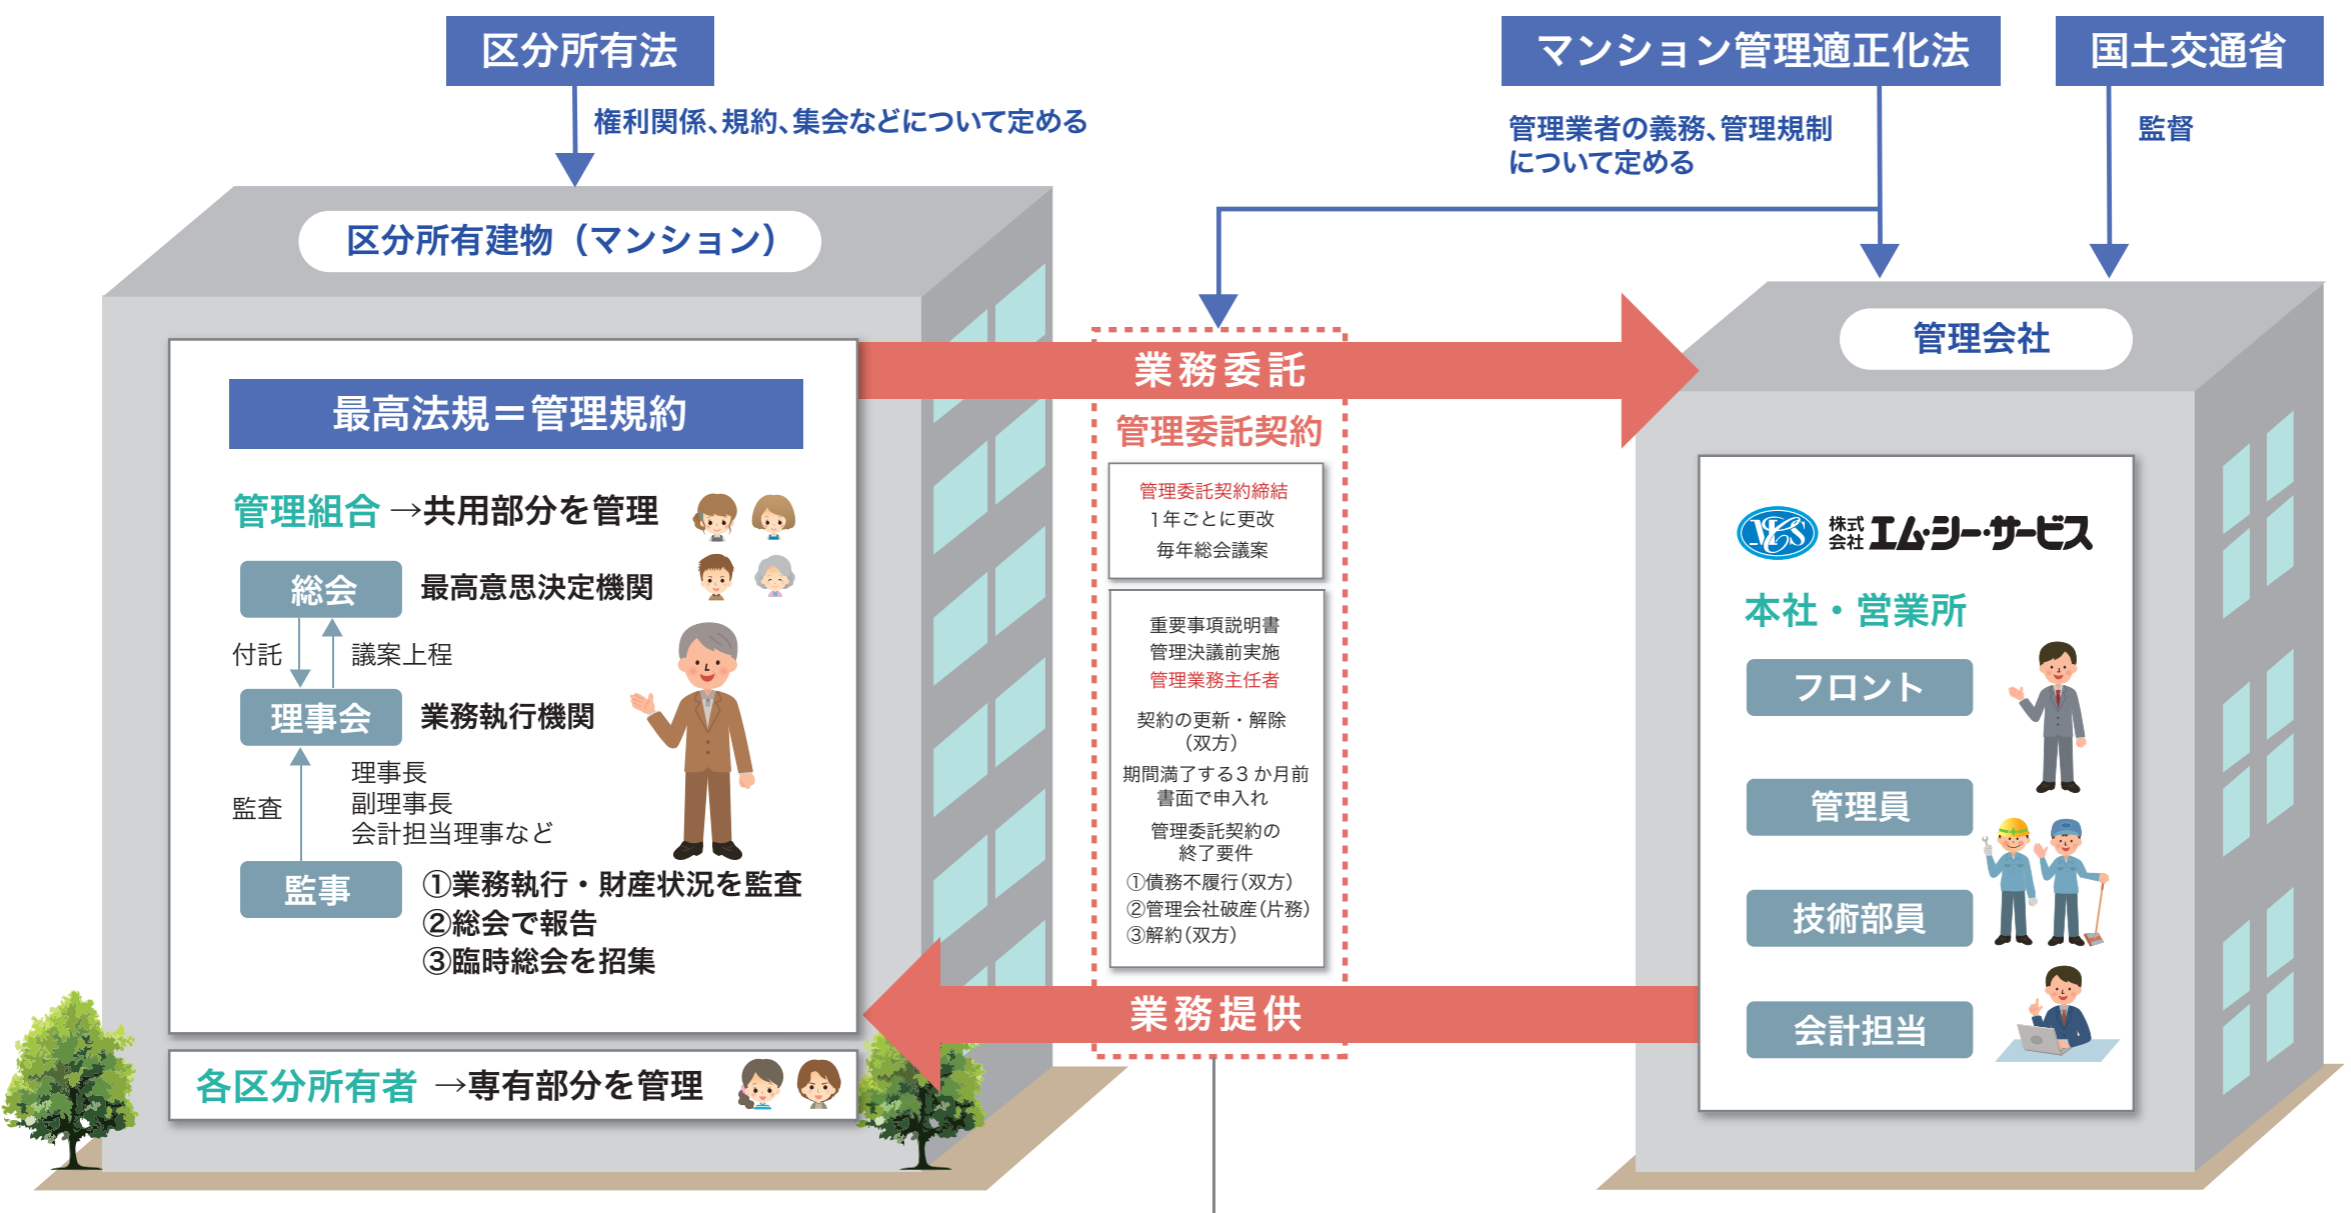 区分所有法
権利関係、規約、集会などについて定める
マンション管理適正化法
管理業者の義務、管理規制
について定める
国土交通省
監督
区分所有建物（マンション）
最高法規＝管理規約
管理組合 →共用部分を管理
総会 最高意思決定機関
付託 議案上程
理事会 業務執行機関
理事長
副理事長
会計担当理事など
監査
監事
①業務執行・財産状況を監査
②総会で報告
③臨時総会を招集
各区分所有者 →専有部分を管理
業務委託
管理委託契約
管理委託契約締結
1年ごとに更改
毎年総会議案
重要事項説明書
管理決議前実施
管理業務主任者
契約の更新・解除
（双方）
期間満了する3か月前
書面で申入れ
管理委託契約の
終了要件
①債務不履行（双方）
②管理会社破産（片務）
③解約（双方）
業務提供
管理会社
MCS
株式
会社
エム・シー・サービス
本社・営業所
フロント
管理員
技術部員
会計担当